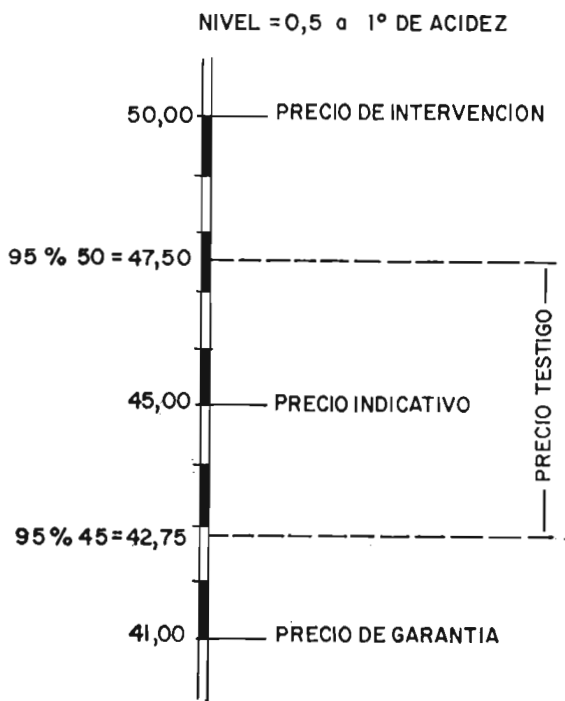 NIVEL = 0,5 a 1º DE ACIDEZ
50,00 PRECIO DE INTERVENCION
95 % 50 = 47,50
PRECIO TESTIGO
45,00 PRECIO INDICATIVO
95 % 45 = 42,75
41,00 PRECIO DE GARANTIA